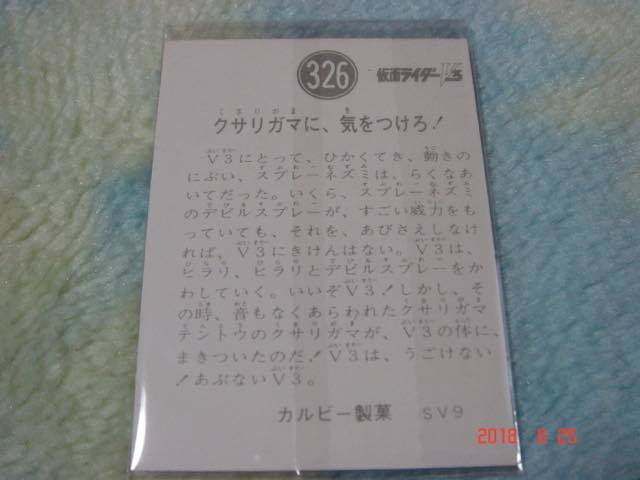 326 仮面ライダーV3
くさりがま き
クサリガマに、気をつけろ!
V3にとって、ひかくてき、動きの
にぶい、スプレーネズミは、らくなあ
いてだった。いくら、スプレーネズミ
のデビルスプレーが、すごい威力をも
っていても、それを、あびさえしなけ
れば、V3にきけんはない。V3は、
ヒラリ、ヒラリとデビルスプレーをか
わしていく。いいぞV3!しかし、そ
の時、音もなくあらわれたクサリガマ
テントウのクサリガマが、V3の体に、
まきついたのだ!V3は、うごけない
!あぶないV3。
カルビー製菓 SV9
2018 6 25